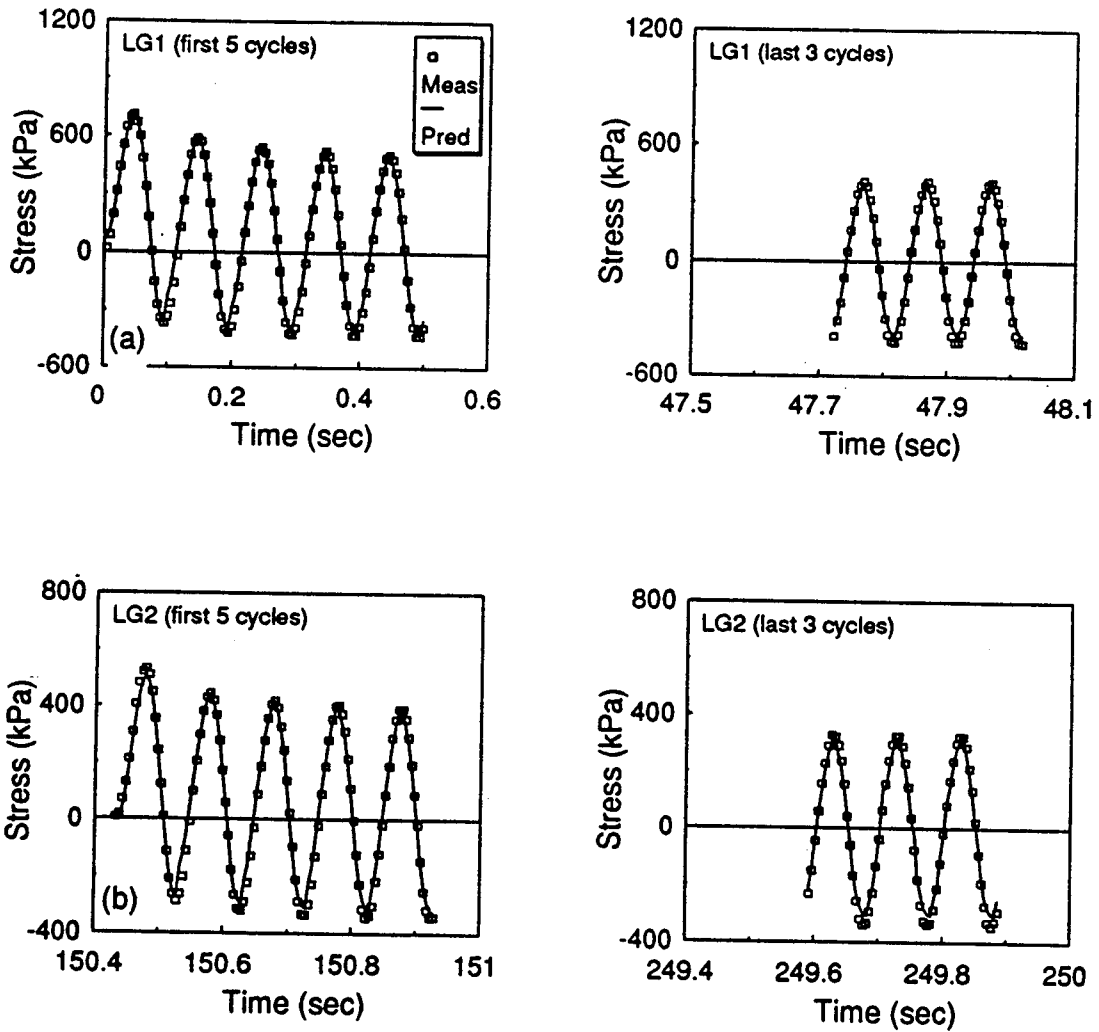 1200
LG1 (first 5 cycles)
Meas
Pred
600
0
-600
Stress (kPa)
(a)
0
0.2
0.4
0.6
Time (sec)
1200
LG1 (last 3 cycles)
600
0
-600
Stress (kPa)
47.5
47.7
47.9
48.1
Time (sec)
800
LG2 (first 5 cycles)
400
0
-400
Stress (kPa)
(b)
150.4
150.6
150.8
151
Time (sec)
800
LG2 (last 3 cycles)
400
0
-400
Stress (kPa)
249.4
249.6
249.8
250
Time (sec)